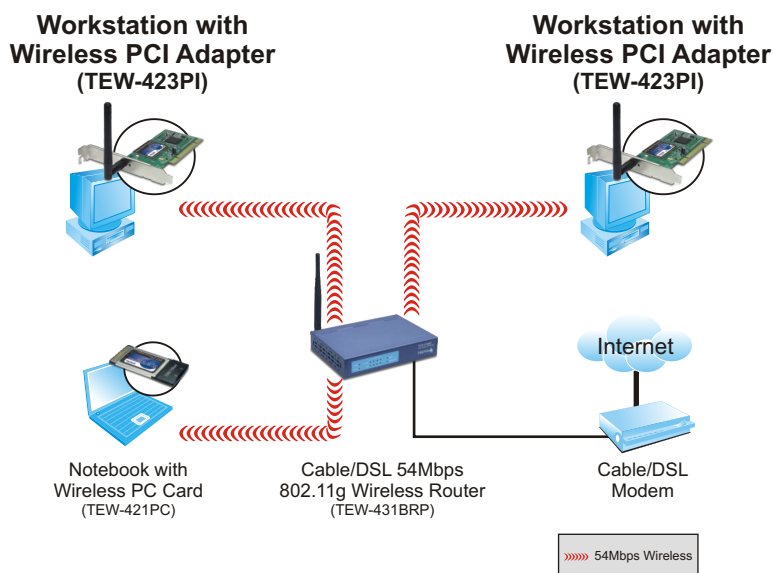 Workstation with
Wireless PCI Adapter
(TEW-423PI)
Workstation with
Wireless PCI Adapter
(TEW-423PI)
Internet
Notebook with
Wireless PC Card
(TEW-421PC)
Cable/DSL 54Mbps
802.11g Wireless Router
(TEW-431BRP)
Cable/DSL
Modem
54Mbps Wireless